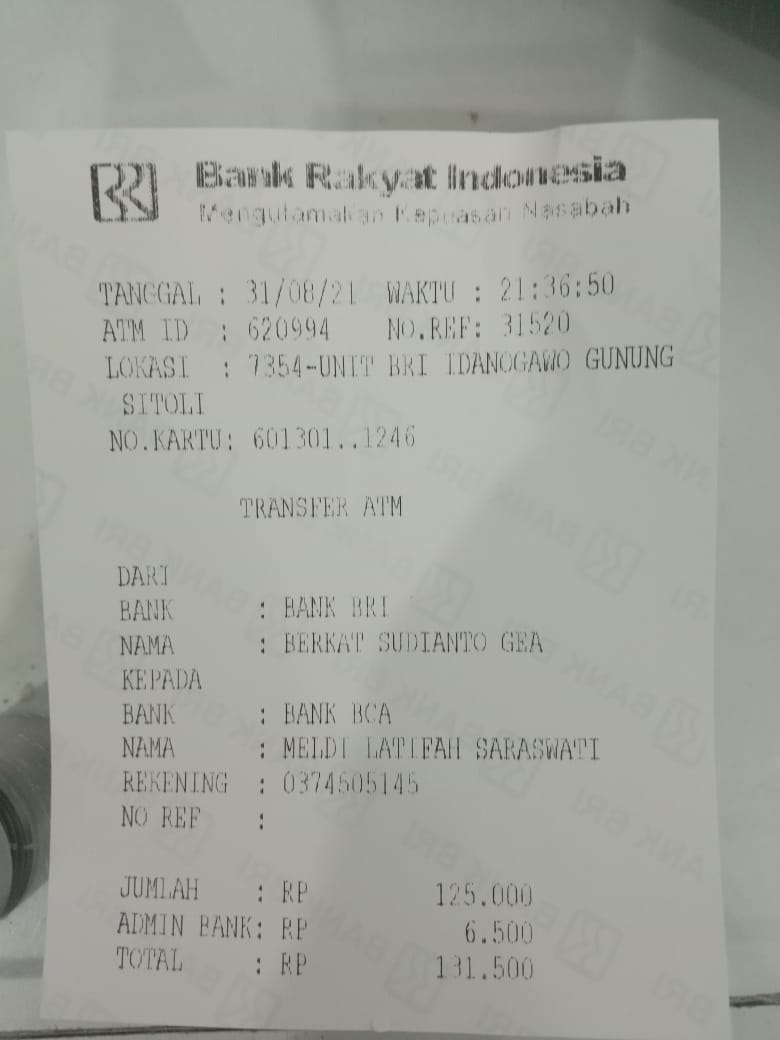 Bank Rakyat Indonesia
Mengutamakan Kepuasan Nasabah
TANGGAL : 31/08/21 WAKTU : 21:36:50
ATM ID : 620994 NO.REF: 31520
LOKASI : 7354-UNIT BRI IDANOGAWO GUNUNG
SITOLI
NO.KARTU: 601301..1246
TRANSFER ATM
DARI
BANK : BANK BRI
NAMA : BERKAT SUDIANTO GEA
KEPADA
BANK : BANK BCA
NAMA : MELDI LATIFAH SARASWATI
REKENING : 0374505145
NO REF :
JUMLAH : RP 125.000
ADMIN BANK: RP 6.500
TOTAL : RP 131.500